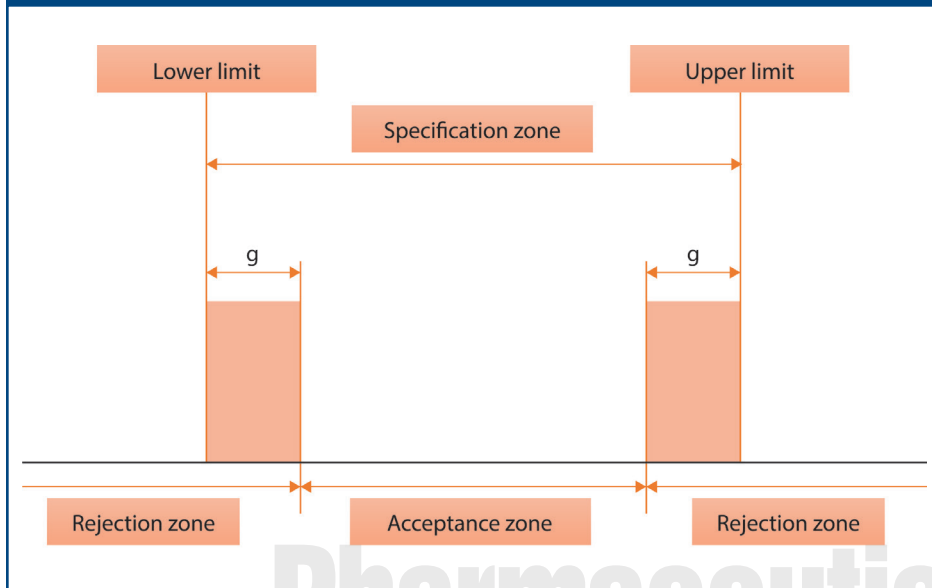 Lower limit
Upper limit
Specification zone
g
g
Rejection zone
Acceptance zone
Rejection zone